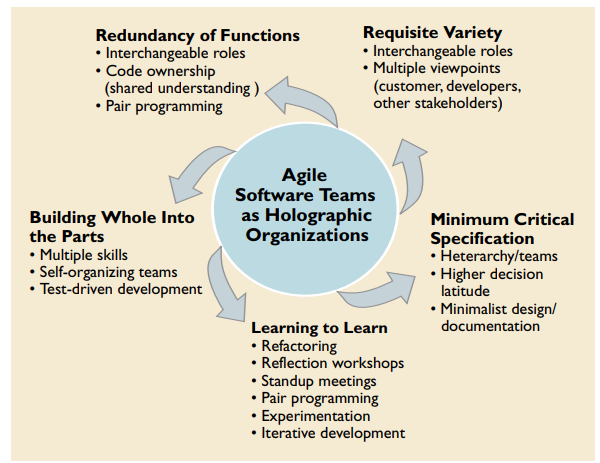 Redundancy of Functions
• Interchangeable roles
• Code ownership
(shared understanding )
• Pair programming
Requisite Variety
• Interchangeable roles
• Multiple viewpoints
(customer, developers,
other stakeholders)
Agile
Software Teams
as Holographic
Organizations
Building Whole Into
the Parts
• Multiple skills
• Self-organizing teams
• Test-driven development
Minimum Critical
Specification
• Heterarchy/teams
• Higher decision
latitude
• Minimalist design/
documentation
Learning to Learn
• Refactoring
• Reflection workshops
• Standup meetings
• Pair programming
• Experimentation
• Iterative development